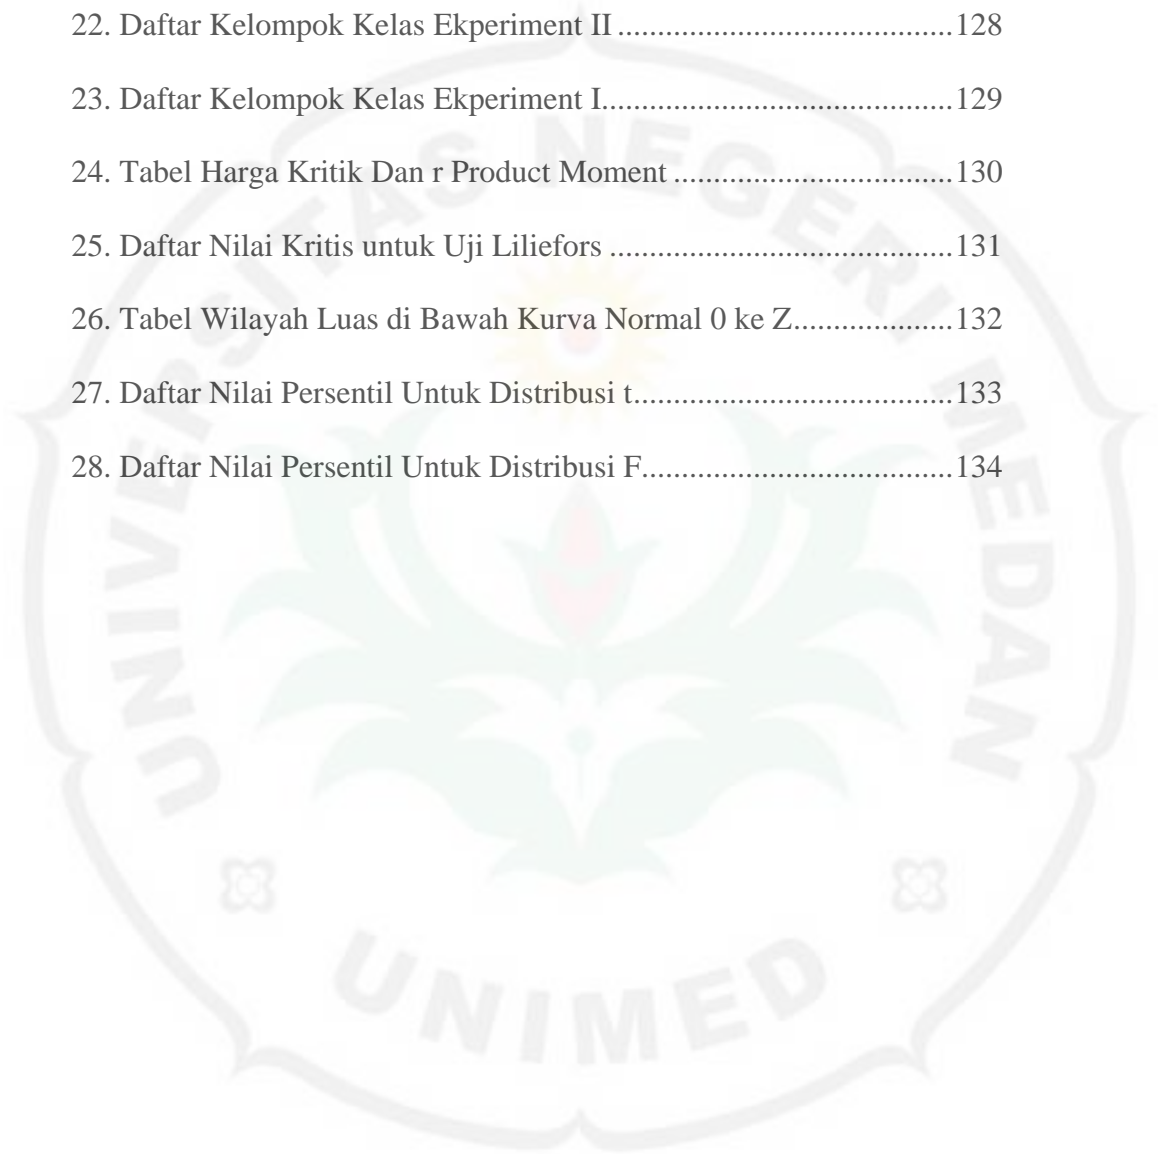 22. Daftar Kelompok Kelas Ekperiment II ....................................128
23. Daftar Kelompok Kelas Ekperiment I......................................129
24. Tabel Harga Kritik Dan r Product Moment ..............................130
25. Daftar Nilai Kritis untuk Uji Liliefors .....................................131
26. Tabel Wilayah Luas di Bawah Kurva Normal 0 ke Z.................132
27. Daftar Nilai Persentil Untuk Distribusi t..................................133
28. Daftar Nilai Persentil Untuk Distribusi F.................................134
UNIVERSITAS NEGERI MEDAN
UNIMED